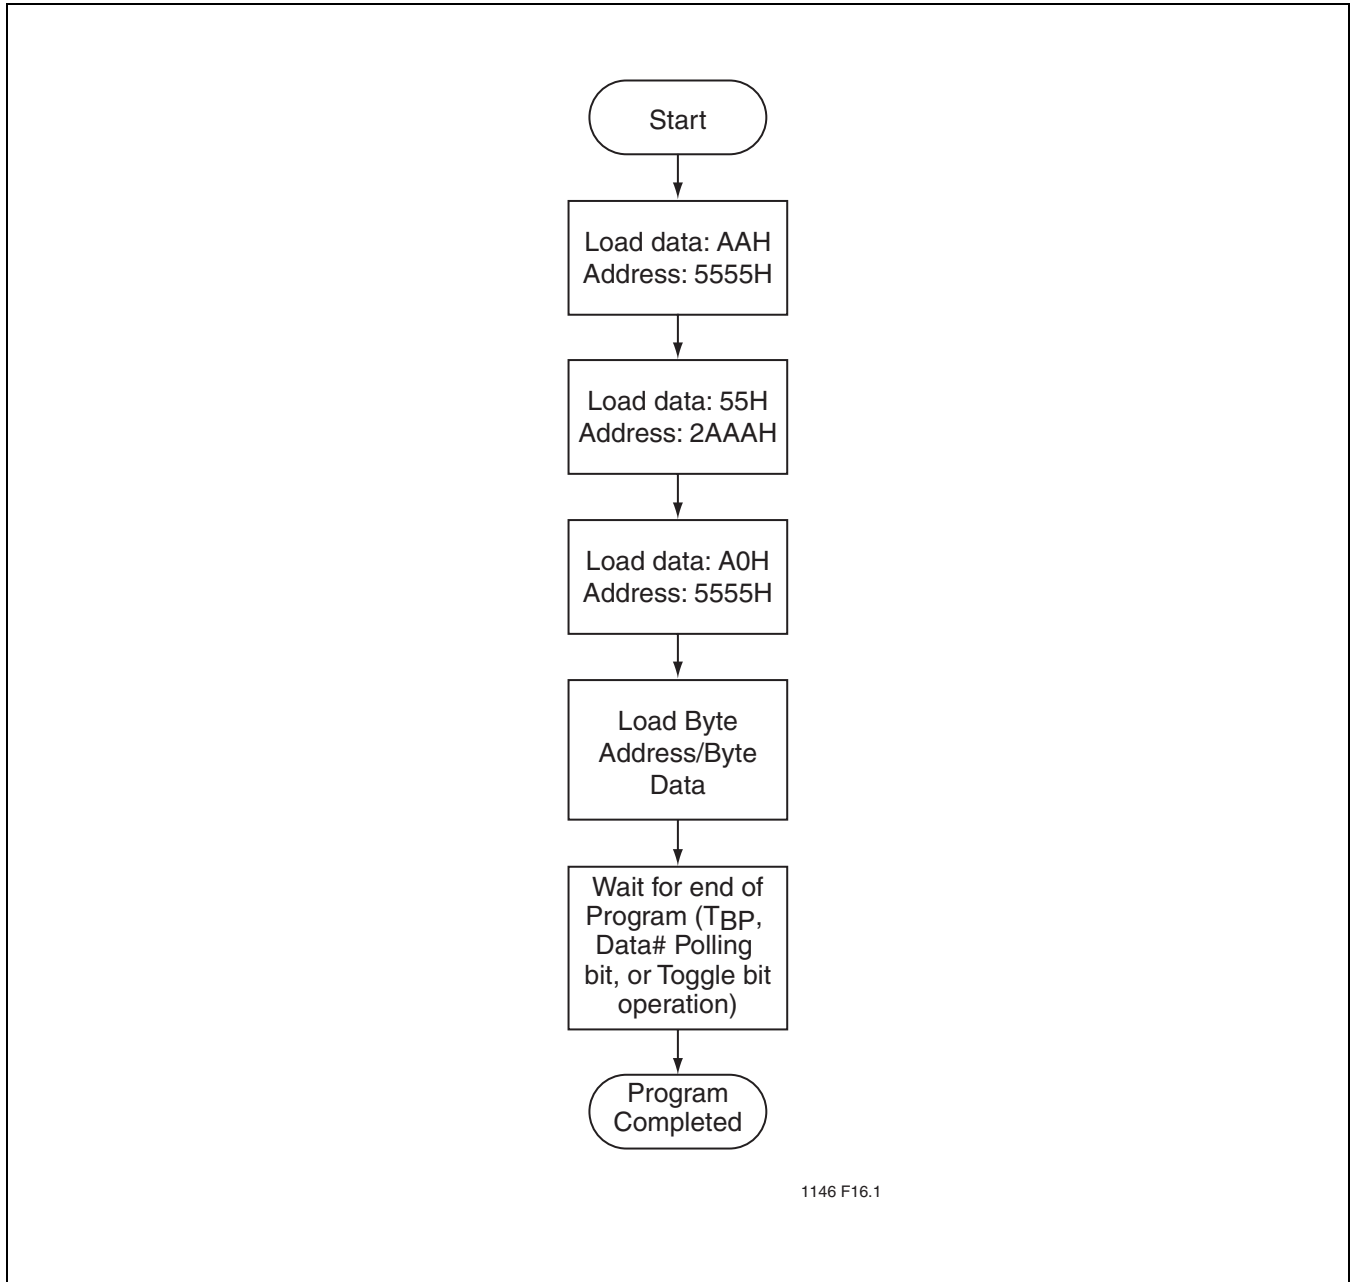 Start
Load data: AAH
Address: 5555H
Load data: 55H
Address: 2AAAH
Load data: A0H
Address: 5555H
Load Byte
Address/Byte
Data
Wait for end of
Program (TBP,
Data# Polling
bit, or Toggle bit
operation)
Program
Completed
1146 F16.1